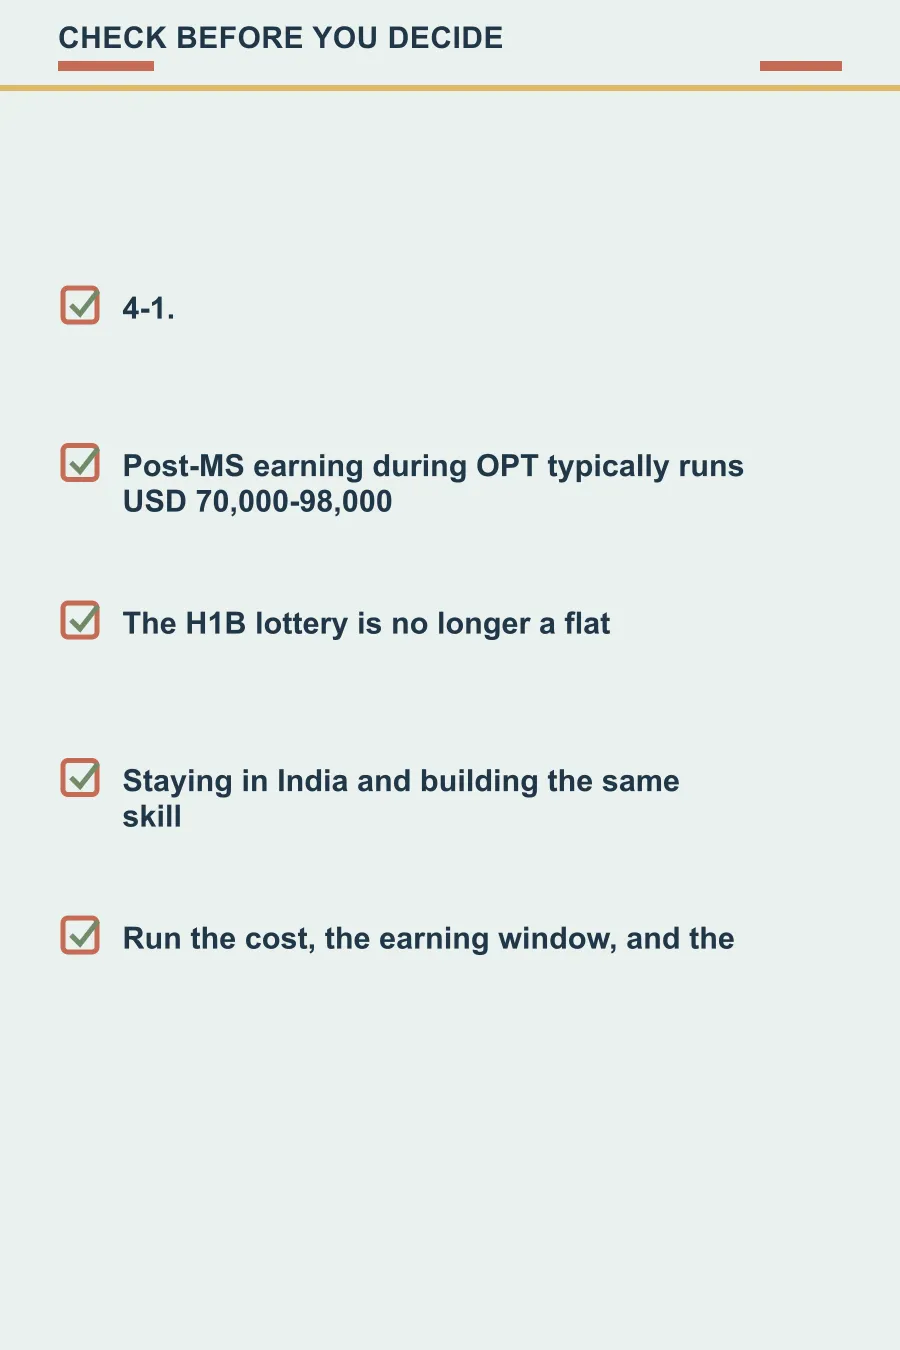 CHECK BEFORE YOU DECIDE
4-1.
Post-MS earning during OPT typically runs
USD 70,000-98,000
The H1B lottery is no longer a flat
Staying in India and building the same
skill
Run the cost, the earning window, and the